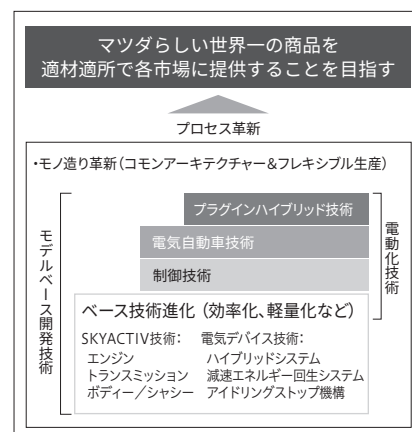 マツダらしい世界一の商品を
適材適所で各市場に提供することを目指す
プロセス革新
・モノ造り革新（コモンアーキテクチャー＆フレキシブル生産）
モデルベース開発技術
プラグインハイブリッド技術
電気自動車技術
制御技術
電動化技術
ベース技術進化（効率化、軽量化など）
SKYACTIV技術： 電気デバイス技術：
エンジン ハイブリッドシステム
トランスミッション 減速エネルギー回生システム
ボディー／シャシー アイドリングストップ機構